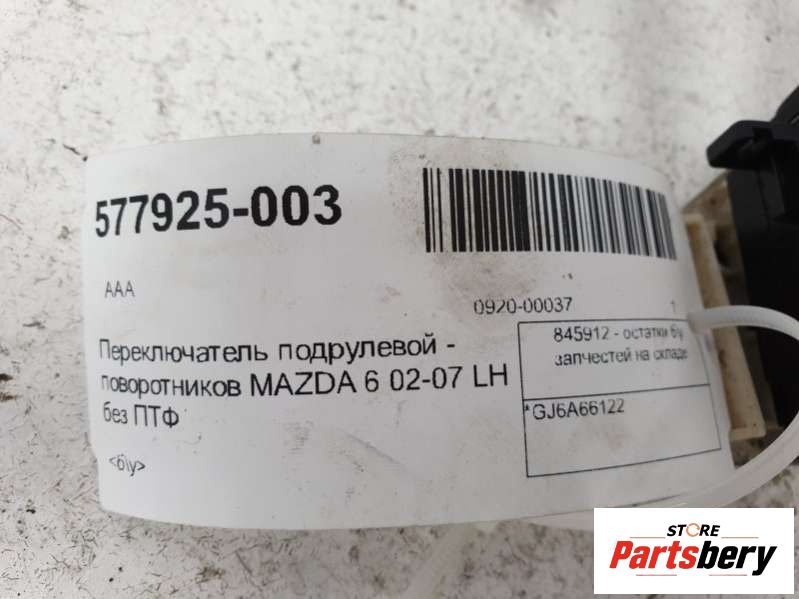 577925-003
AAA
0920-00037 1
Переключатель подрулевой -
поворотников MAZDA 6 02-07 LH
без ПТФ
<б\у>
845912 - остатки б\у
запчестей на складе
*GJ6A66122
STORE
Partsbery